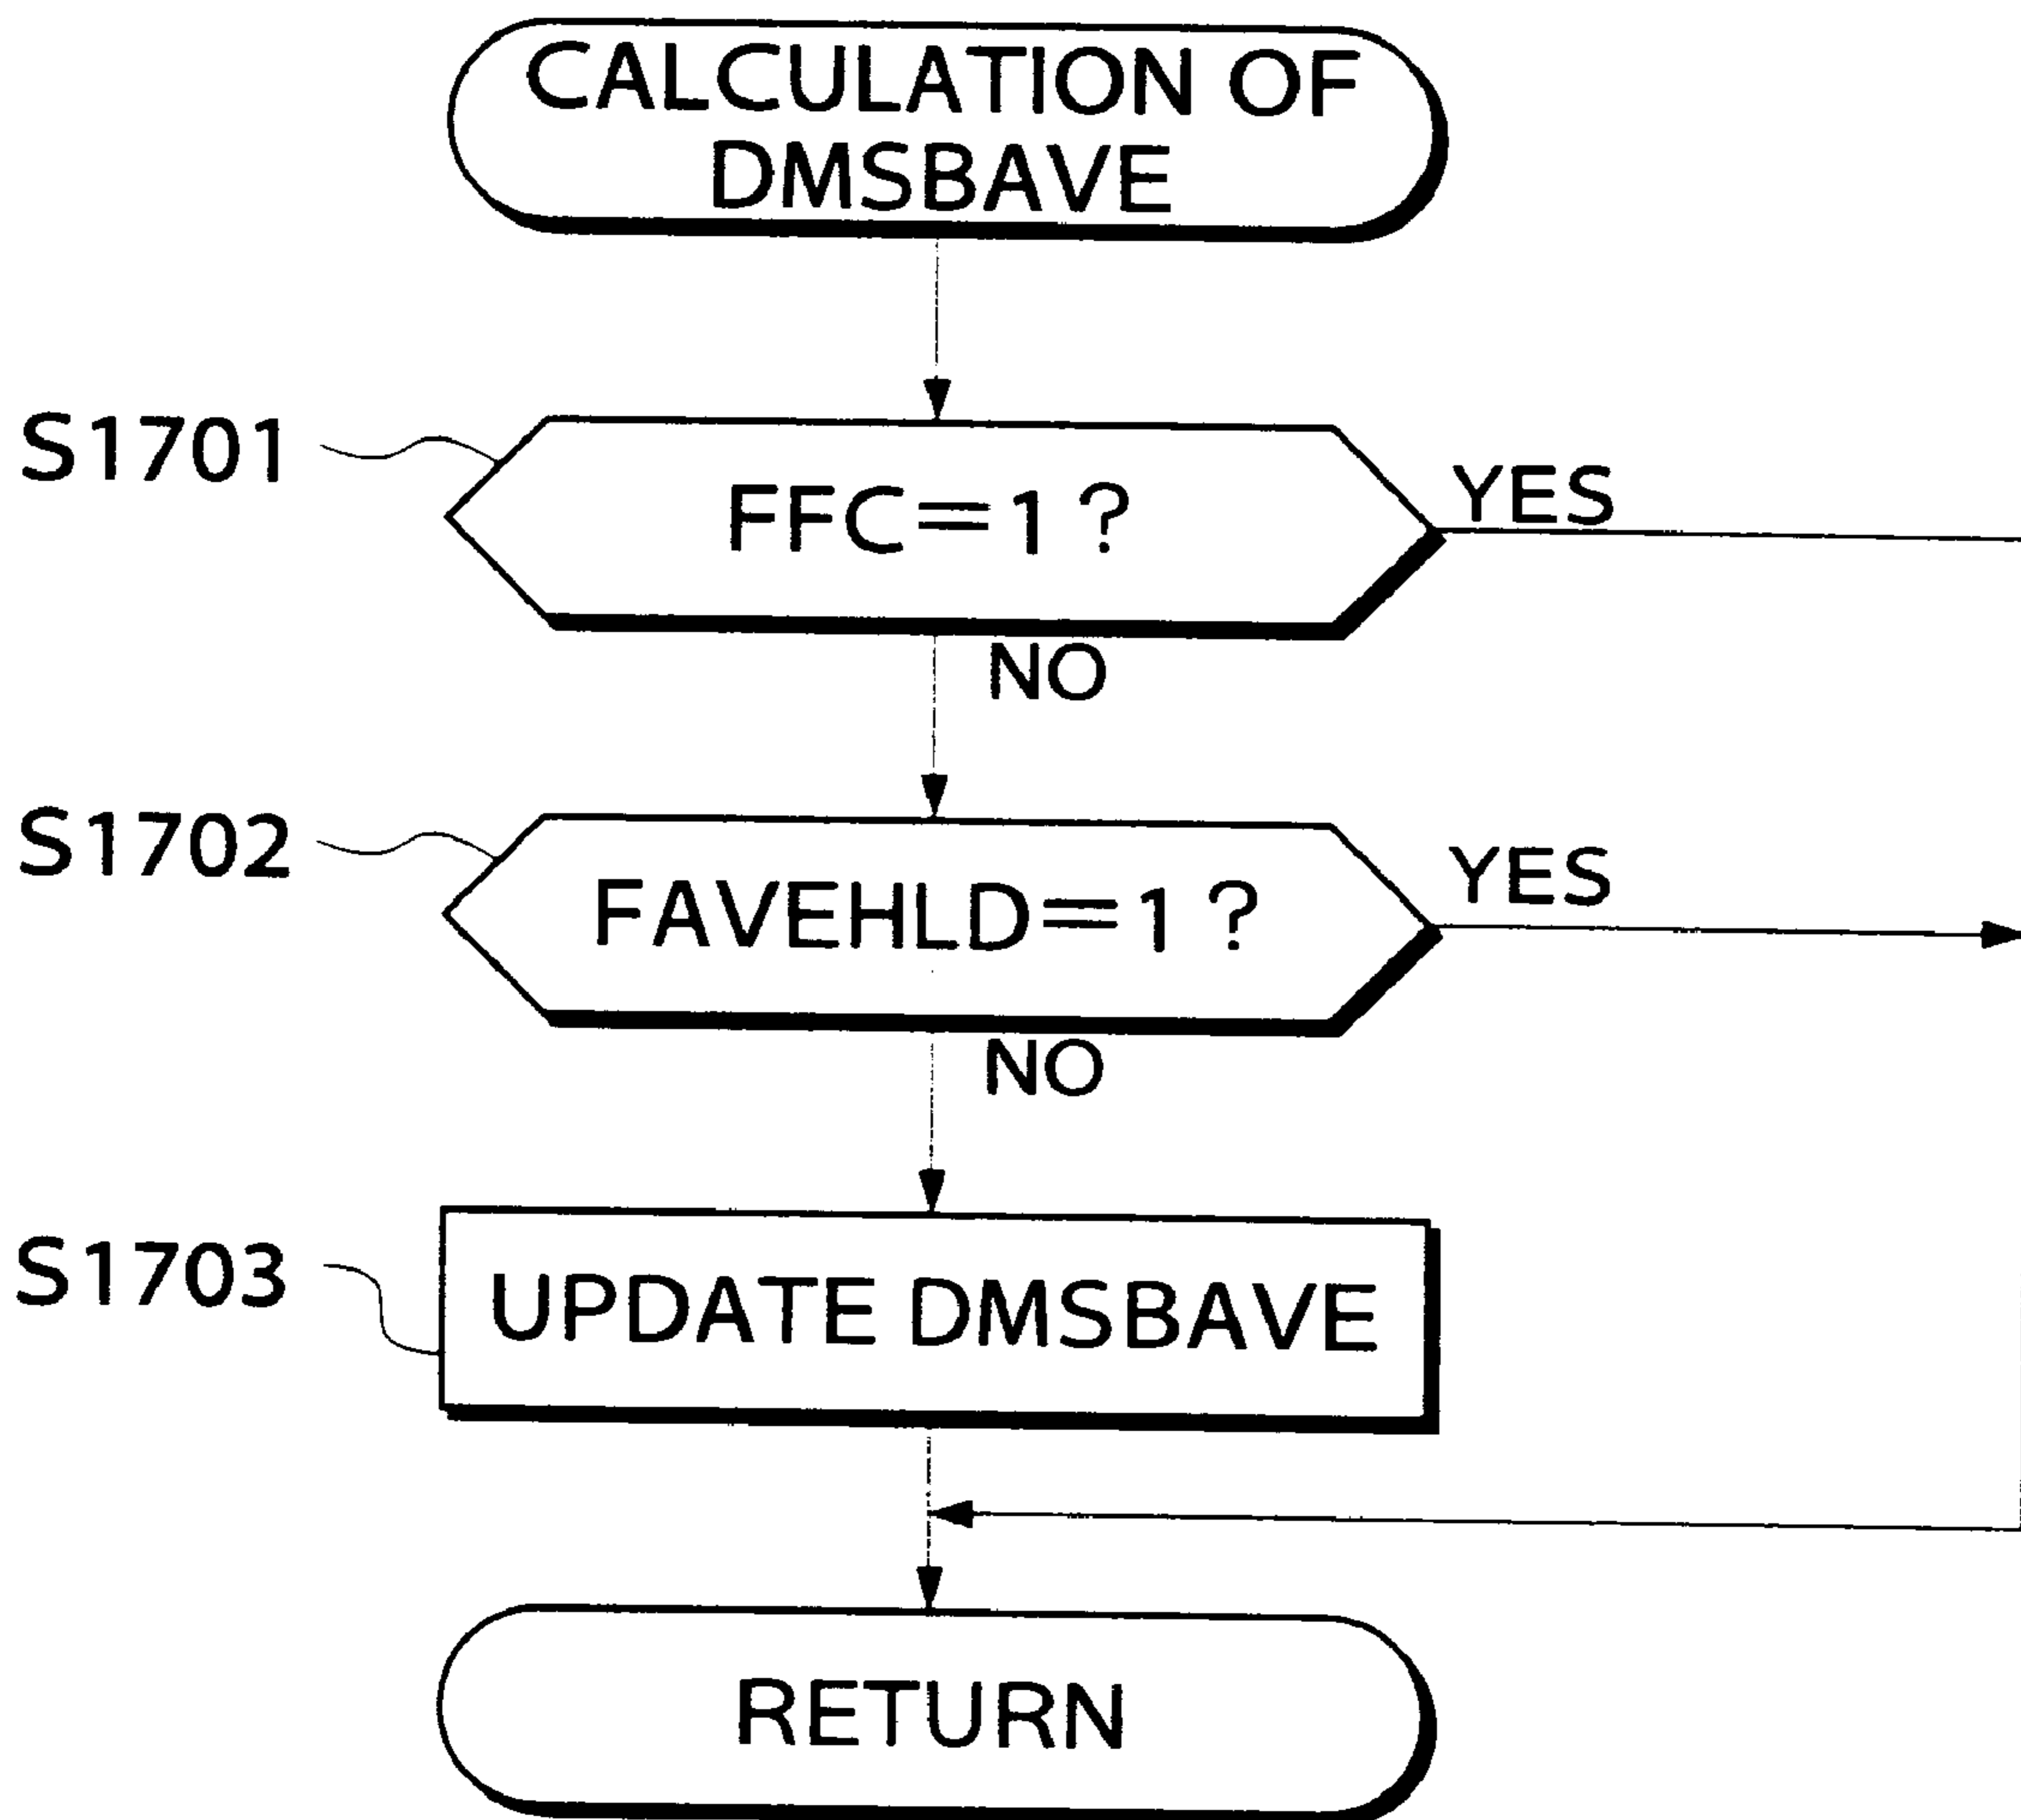 CALCULATION OF
DMSBAVE
S1701
FFC=1 ?
YES
NO
S1702
FAVEHLD=1 ?
YES
NO
S1703
UPDATE DMSBAVE
RETURN